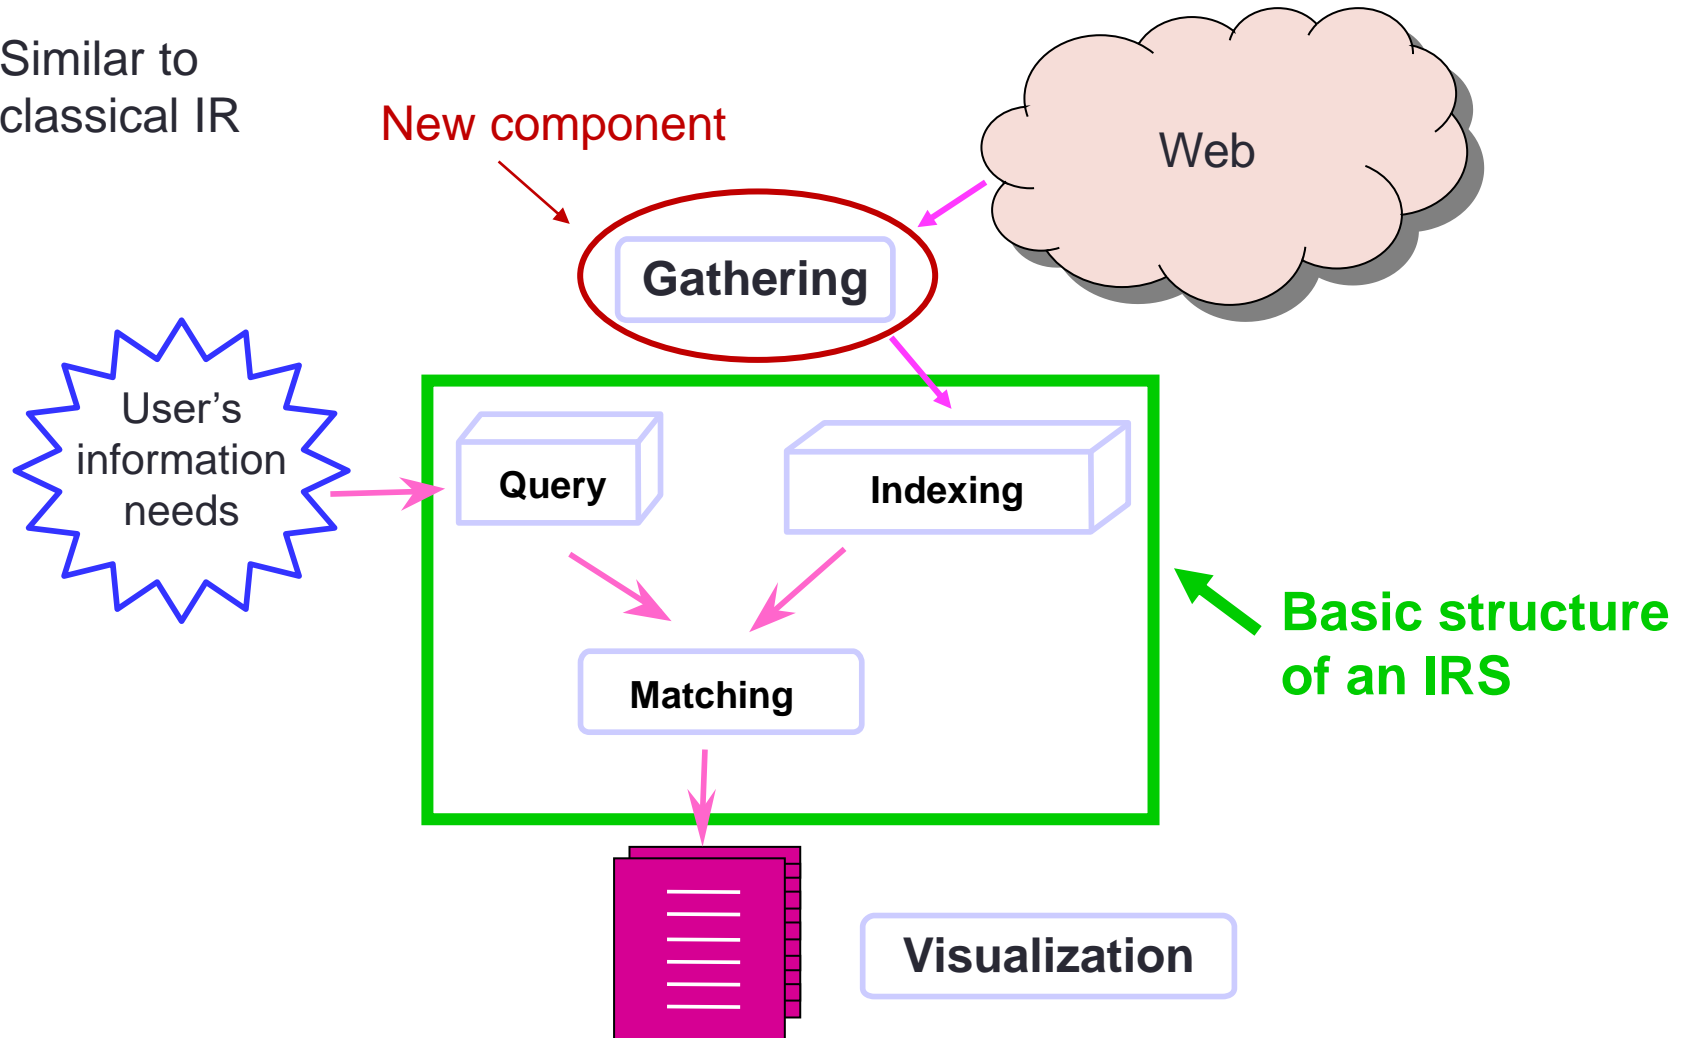 Similar to
classical IR
New component
Web
Gathering
User’s
information
needs
Query
Indexing
Matching
Basic structure
of an IRS
Visualization